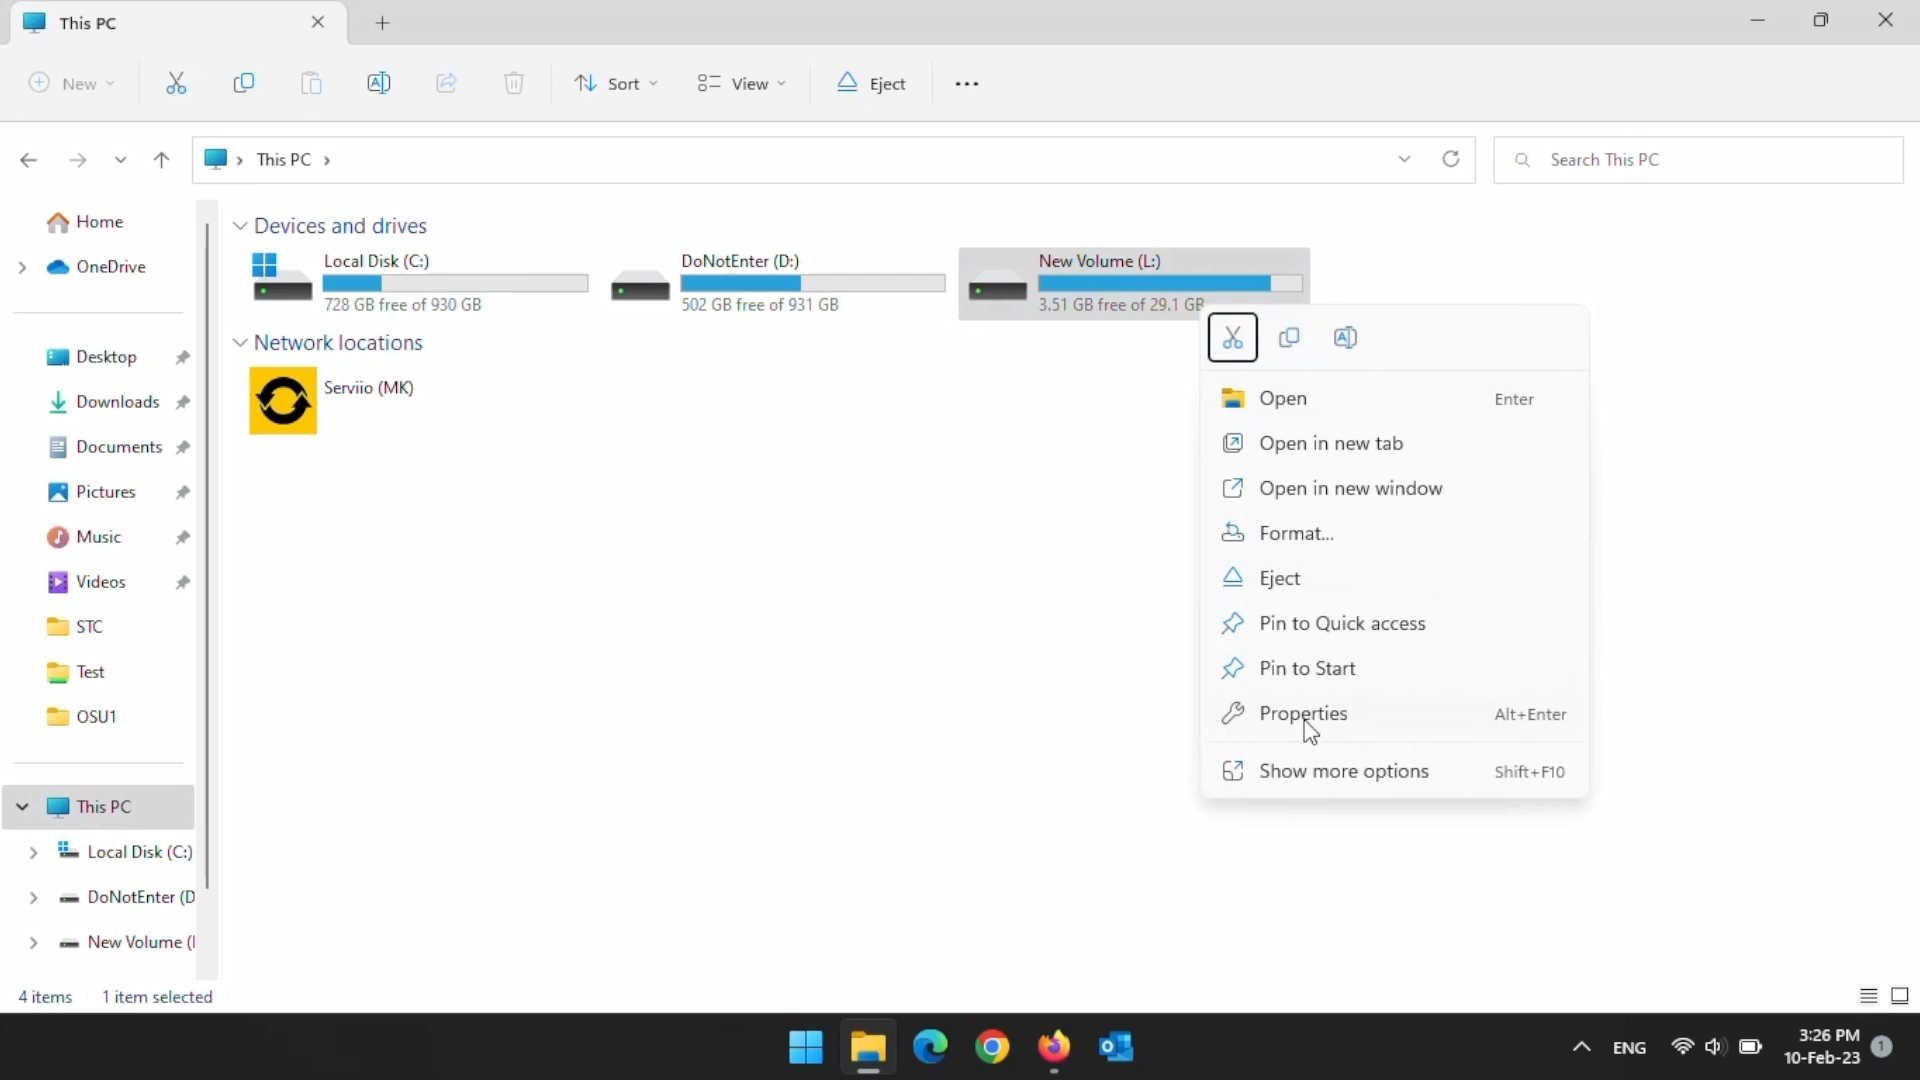 This PC
New
Sort
View
Eject
This PC
Search This PC
Home
OneDrive
Desktop
Downloads
Documents
Pictures
Music
Videos
STC
Test
OSU1
This PC
Local Disk (C:)
DoNotEnter (D
New Volume (
Devices and drives
Local Disk (C:)
728 GB free of 930 GB
DoNotEnter (D:)
502 GB free of 931 GB
New Volume (L:)
3.51 GB free of 29.1 GB
Network locations
Serviio (MK)
Open Enter
Open in new tab
Open in new window
Format...
Eject
Pin to Quick access
Pin to Start
Properties Alt+Enter
Show more options Shift+F10
4 items 1 item selected
ENG
3:26 PM
10-Feb-23
1